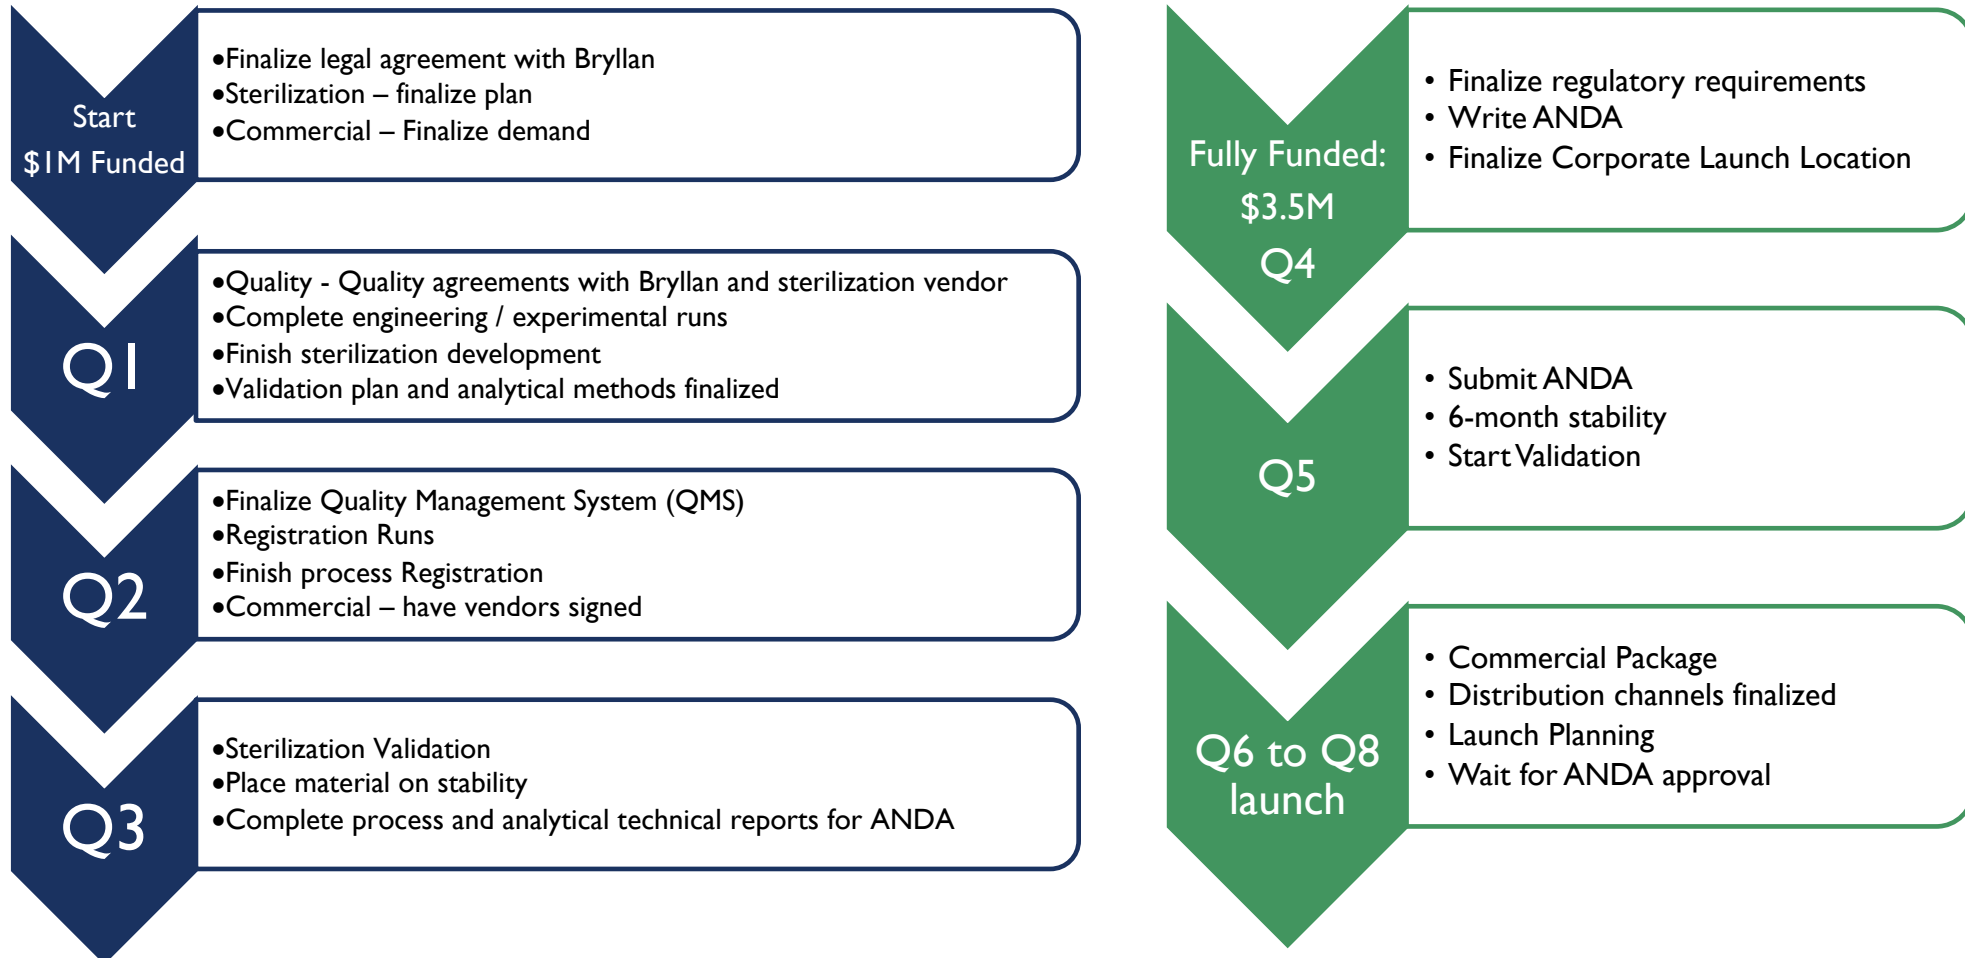 Start
$1M Funded
•Finalize legal agreement with Bryllan
•Sterilization – finalize plan
•Commercial – Finalize demand
Q1
•Quality - Quality agreements with Bryllan and sterilization vendor
•Complete engineering / experimental runs
•Finish sterilization development
•Validation plan and analytical methods finalized
Q2
•Finalize Quality Management System (QMS)
•Registration Runs
•Finish process Registration
•Commercial – have vendors signed
Q3
•Sterilization Validation
•Place material on stability
•Complete process and analytical technical reports for ANDA
Fully Funded:
$3.5M
Q4
• Finalize regulatory requirements
• Write ANDA
• Finalize Corporate Launch Location
Q5
• Submit ANDA
• 6-month stability
• Start Validation
Q6 to Q8
launch
• Commercial Package
• Distribution channels finalized
• Launch Planning
• Wait for ANDA approval